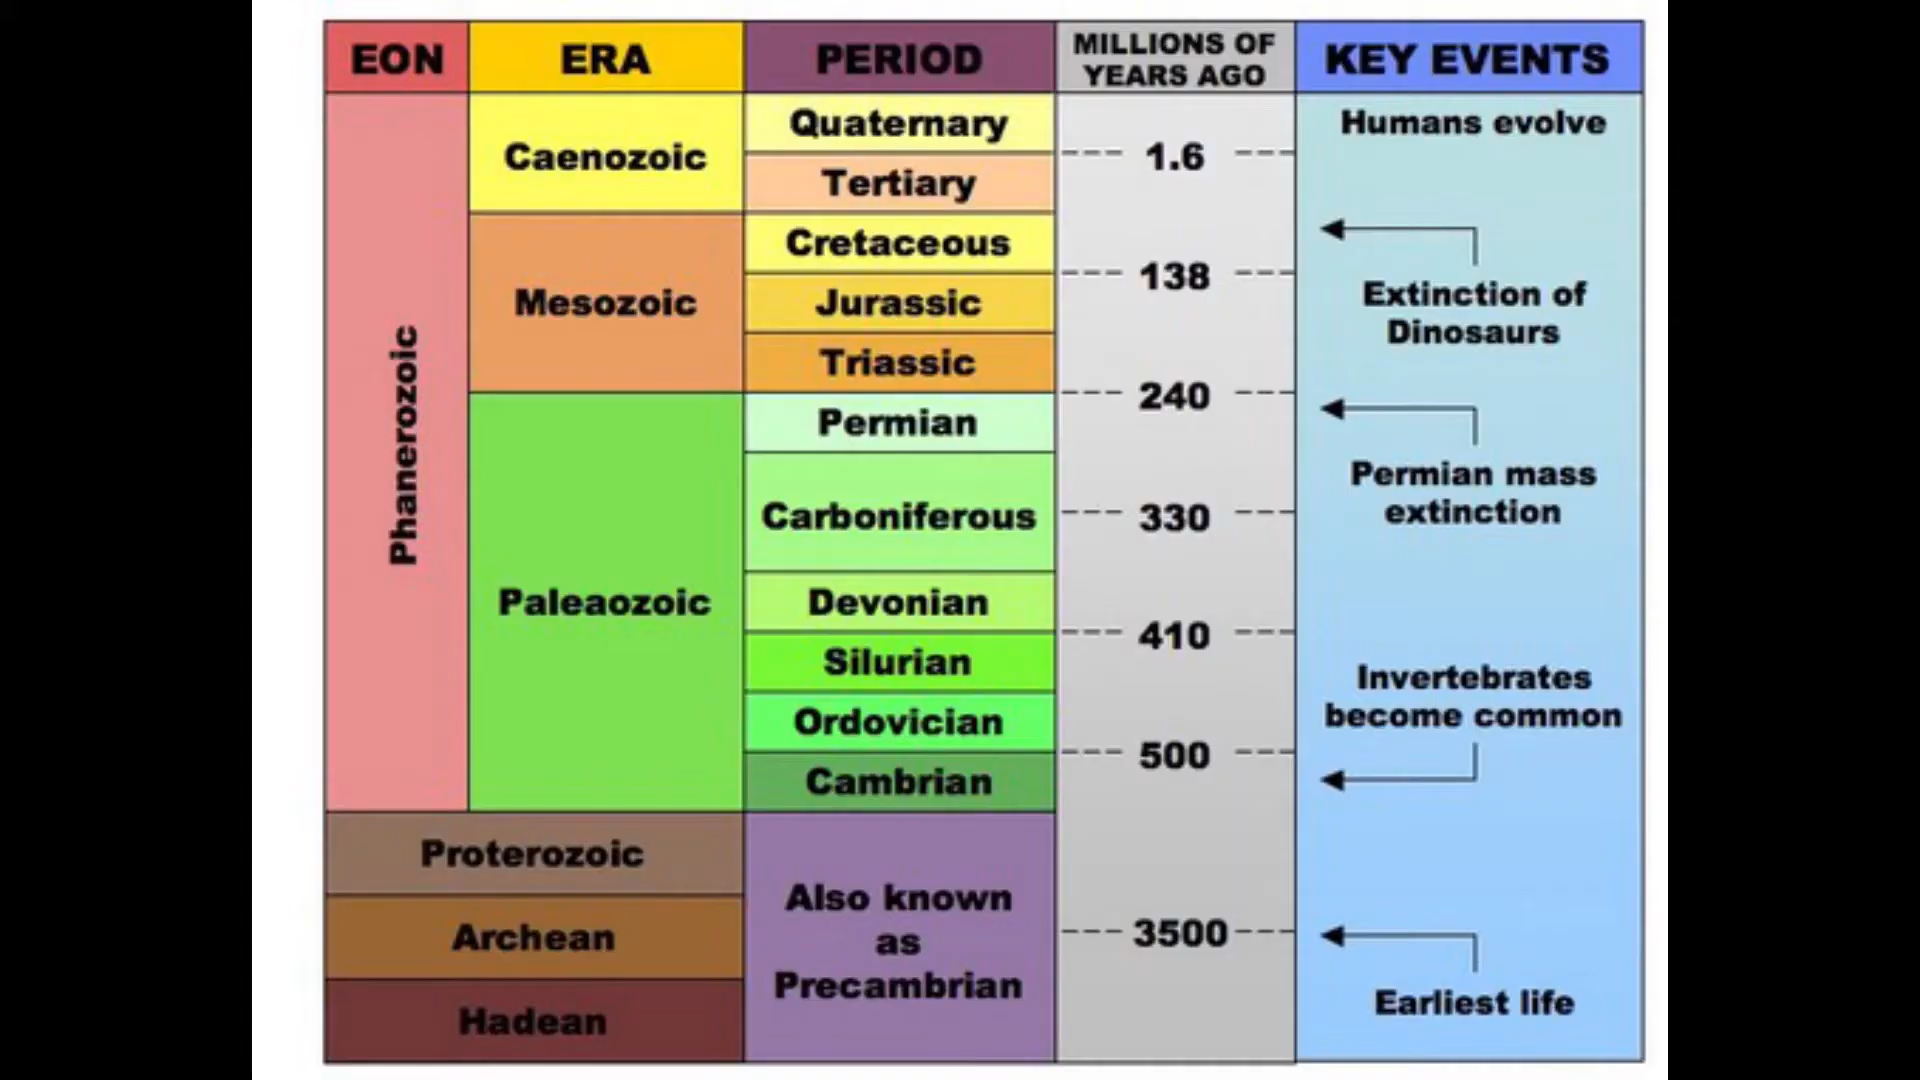 EON
ERA
PERIOD
MILLIONS OF
YEARS AGO
KEY EVENTS
Phanerozoic
Caenozoic
Quaternary
Tertiary
1.6
Humans evolve
Mesozoic
Cretaceous
Jurassic
Triassic
138
240
Extinction of
Dinosaurs
Paleaozoic
Permian
Carboniferous
Devonian
Silurian
Ordovician
Cambrian
330
410
500
Permian mass
extinction
Invertebrates
become common
Proterozoic
Archean
Hadean
Also known
as
Precambrian
3500
Earliest life